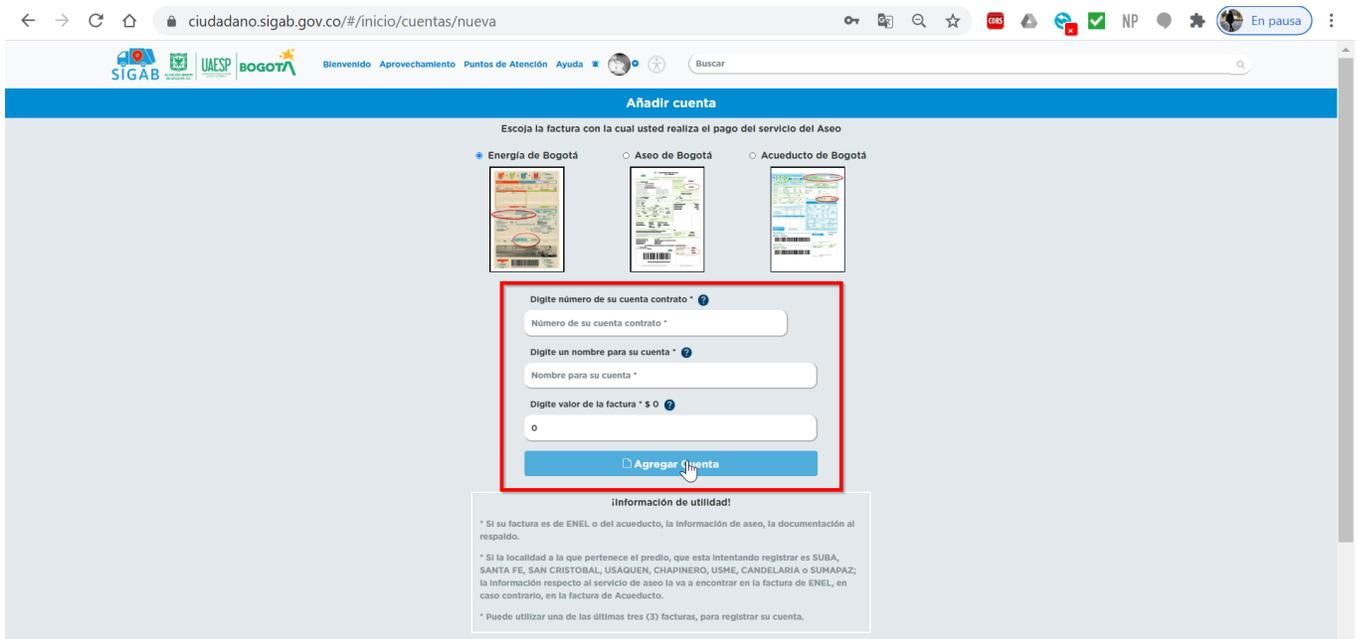 ciudadano.sigab.gov.co/#/inicio/cuentas/nueva
CORS
NP
En pausa
SIGAB
UAESP
BOGOTÁ
Bienvenido Aprovechamiento Puntos de Atención Ayuda
Buscar
Añadir cuenta
Escoja la factura con la cual usted realiza el pago del servicio del Aseo
Energía de Bogotá Aseo de Bogotá Acueducto de Bogotá
Digite número de su cuenta contrato * ?
Número de su cuenta contrato *
Digite un nombre para su cuenta * ?
Nombre para su cuenta *
Digite valor de la factura * $ 0 ?
0
Agregar Cuenta
¡Información de utilidad!
* Si su factura es de ENEL o del acueducto, la información de aseo, la documentación al
respaldo.
* Si la localidad a la que pertenece el predio, que esta intentando registrar es SUBA,
SANTA FE, SAN CRISTOBAL, USAQUEN, CHAPINERO, USME, CANDELARIA o SUMAPAZ;
la información respecto al servicio de aseo la va a encontrar en la factura de ENEL, en
caso contrario, en la factura de Acueducto.
* Puede utilizar una de las últimas tres (3) facturas, para registrar su cuenta.